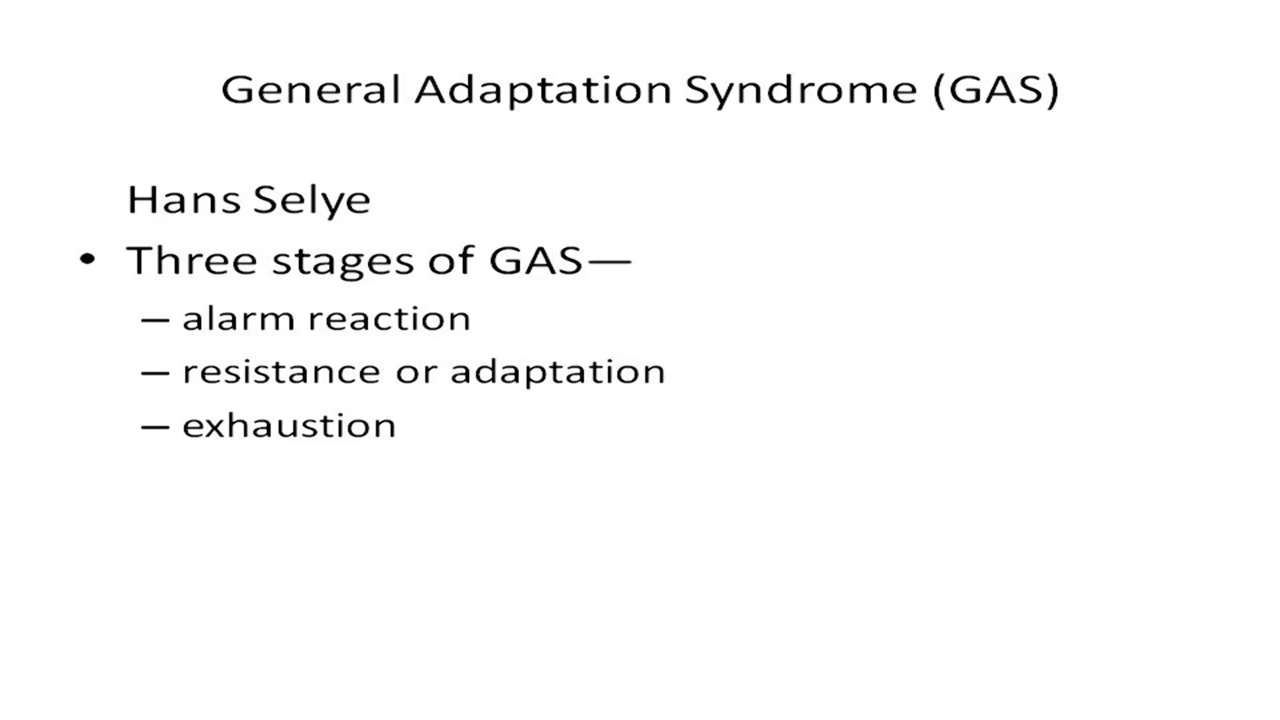 General Adaptation Syndrome (GAS)
Hans Selye
• Three stages of GAS—
– alarm reaction
– resistance or adaptation
– exhaustion